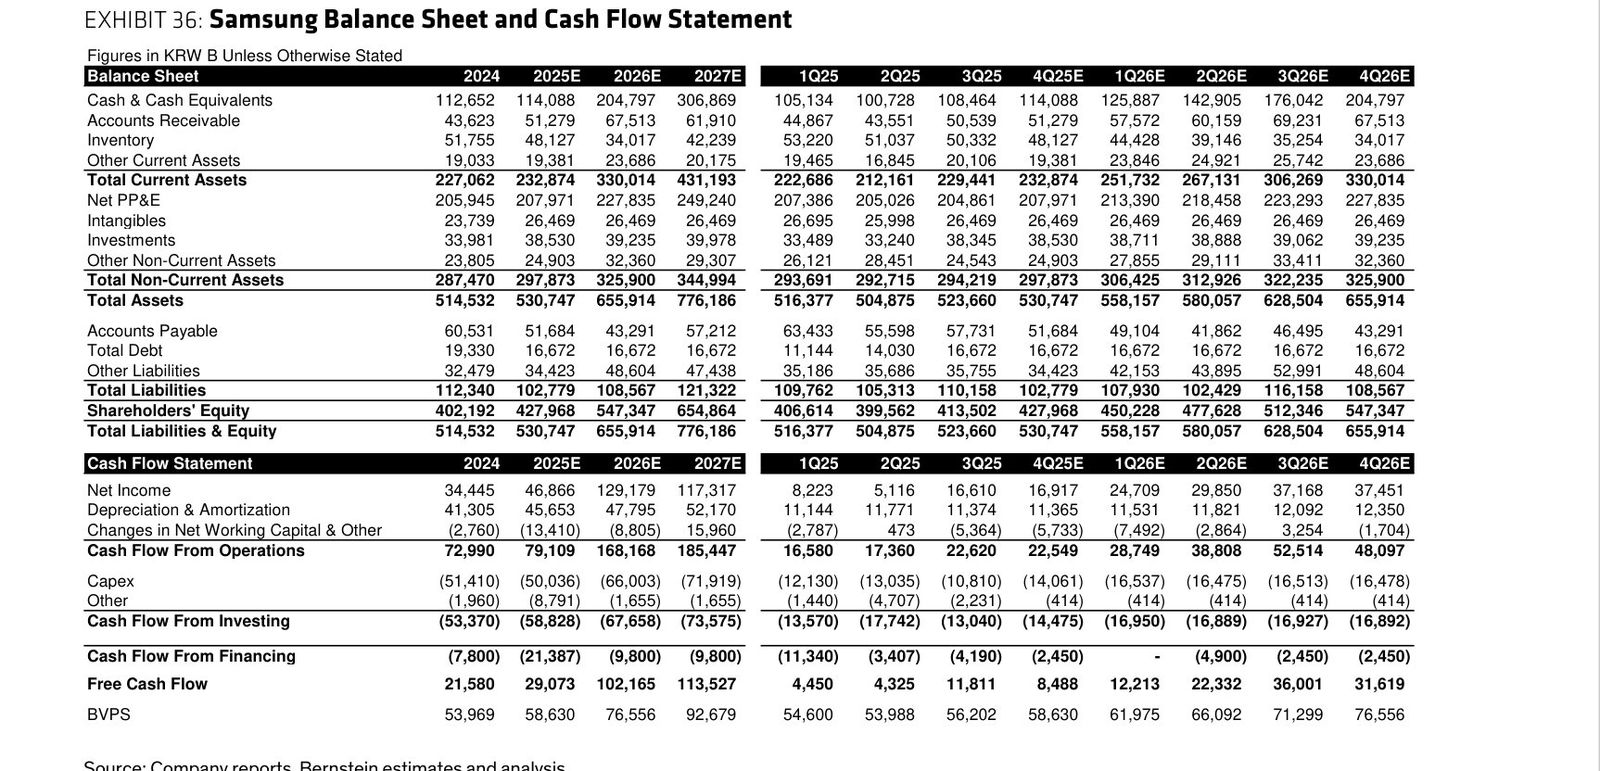 EXHIBIT 36: Samsung Balance Sheet and Cash Flow Statement
Figures in KRW B Unless Otherwise Stated
Balance Sheet 2024 2025E 2026E 2027E 1Q25 2Q25 3Q25 4Q25E 1Q26E 2Q26E 3Q26E 4Q26E
Cash & Cash Equivalents 112,652 114,088 204,797 306,869 105,134 100,728 108,464 114,088 125,887 142,905 176,042 204,797
Accounts Receivable 43,623 51,279 67,513 61,910 44,867 43,551 50,539 51,279 57,572 60,159 69,231 67,513
Inventory 51,755 48,127 34,017 42,239 53,220 51,037 50,332 48,127 44,428 39,146 35,254 34,017
Other Current Assets 19,033 19,381 23,686 20,175 19,465 16,845 20,106 19,381 23,846 24,921 25,742 23,686
Total Current Assets 227,062 232,874 330,014 431,193 222,686 212,161 229,441 232,874 251,732 267,131 306,269 330,014
Net PP&E 205,945 207,971 227,835 249,240 207,386 205,026 204,861 207,971 213,390 218,458 223,293 227,835
Intangibles 23,739 26,469 26,469 26,469 26,695 25,998 26,469 26,469 26,469 26,469 26,469 26,469
Investments 33,981 38,530 39,235 39,978 33,489 33,240 38,345 38,530 38,711 38,888 39,062 39,235
Other Non-Current Assets 23,805 24,903 32,360 29,307 26,121 28,451 24,543 24,903 27,855 29,111 33,411 32,360
Total Non-Current Assets 287,470 297,873 325,900 344,994 293,691 292,715 294,219 297,873 306,425 312,926 322,235 325,900
Total Assets 514,532 530,747 655,914 776,186 516,377 504,875 523,660 530,747 558,157 580,057 628,504 655,914
Accounts Payable 60,531 51,684 43,291 57,212 63,433 55,598 57,731 51,684 49,104 41,862 46,495 43,291
Total Debt 19,330 16,672 16,672 16,672 11,144 14,030 16,672 16,672 16,672 16,672 16,672 16,672
Other Liabilities 32,479 34,423 48,604 47,438 35,186 35,686 35,755 34,423 42,153 43,895 52,991 48,604
Total Liabilities 112,340 102,779 108,567 121,322 109,762 105,313 110,158 102,779 107,930 102,429 116,158 108,567
Shareholders' Equity 402,192 427,968 547,347 654,864 406,614 399,562 413,502 427,968 450,228 477,628 512,346 547,347
Total Liabilities & Equity 514,532 530,747 655,914 776,186 516,377 504,875 523,660 530,747 558,157 580,057 628,504 655,914
Cash Flow Statement 2024 2025E 2026E 2027E 1Q25 2Q25 3Q25 4Q25E 1Q26E 2Q26E 3Q26E 4Q26E
Net Income 34,445 46,866 129,179 117,317 8,223 5,116 16,610 16,917 24,709 29,850 37,168 37,451
Depreciation & Amortization 41,305 45,653 47,795 52,170 11,144 11,771 11,374 11,365 11,531 11,821 12,092 12,350
Changes in Net Working Capital & Other (2,760) (13,410) (8,805) 15,960 (2,787) 473 (5,364) (5,733) (7,492) (2,864) 3,254 (1,704)
Cash Flow From Operations 72,990 79,109 168,168 185,447 16,580 17,360 22,620 22,549 28,749 38,808 52,514 48,097
Capex (51,410) (50,036) (66,003) (71,919) (12,130) (13,035) (10,810) (14,061) (16,537) (16,475) (16,513) (16,478)
Other (1,960) (8,791) (1,655) (1,655) (1,440) (4,707) (2,231) (414) (414) (414) (414) (414)
Cash Flow From Investing (53,370) (58,828) (67,658) (73,575) (13,570) (17,742) (13,040) (14,475) (16,950) (16,889) (16,927) (16,892)
Cash Flow From Financing (7,800) (21,387) (9,800) (9,800) (11,340) (3,407) (4,190) (2,450) - (4,900) (2,450) (2,450)
Free Cash Flow 21,580 29,073 102,165 113,527 4,450 4,325 11,811 8,488 12,213 22,332 36,001 31,619
BVPS 53,969 58,630 76,556 92,679 54,600 53,988 56,202 58,630 61,975 66,092 71,299 76,556
Source: Company reports, Bernstein estimates and analysis